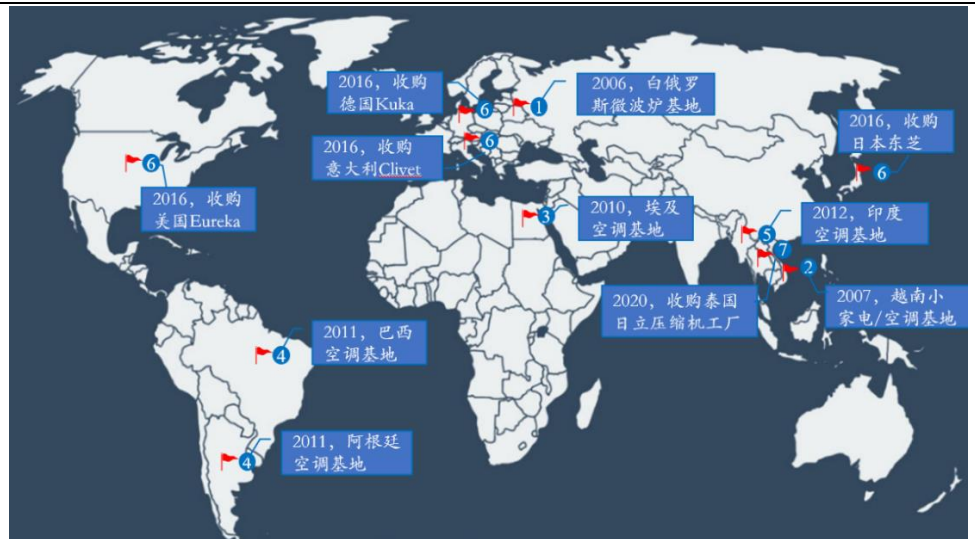 2016，收购
德国Kuka
6
1
2006，白俄罗
斯微波炉基地
2016，收购
意大利Clivet
6
2016，收购
日本东芝
6
6
2016，收购
美国Eureka
3
2010，埃及
空调基地
5
2012，印度
空调基地
7
2
2020，收购泰国
日立压缩机工厂
2007，越南小
家电/空调基地
2011，巴西
空调基地
4
2011，阿根廷
空调基地
4